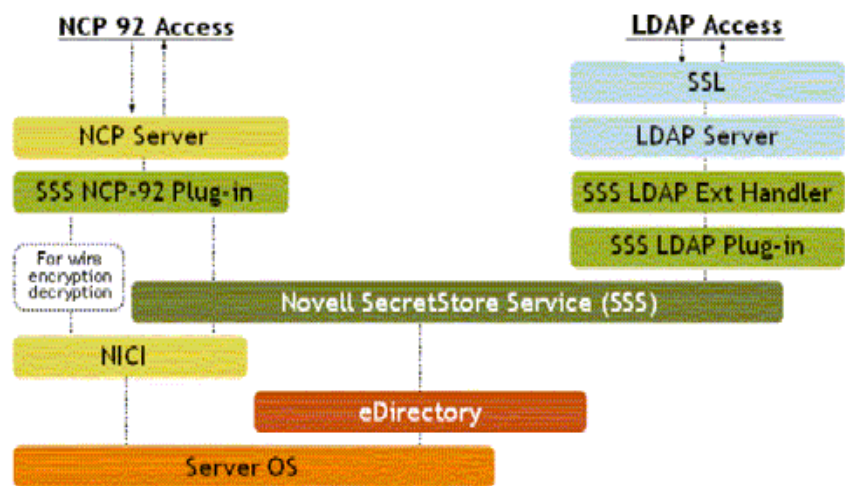 NCP 92 Access
LDAP Access
SSL
NCP Server
LDAP Server
SSS NCP-92 Plug-in
SSS LDAP Ext Handler
For wire
encryption
decryption
SSS LDAP Plug-in
Novell SecretStore Service (SSS)
NICI
eDirectory
Server OS